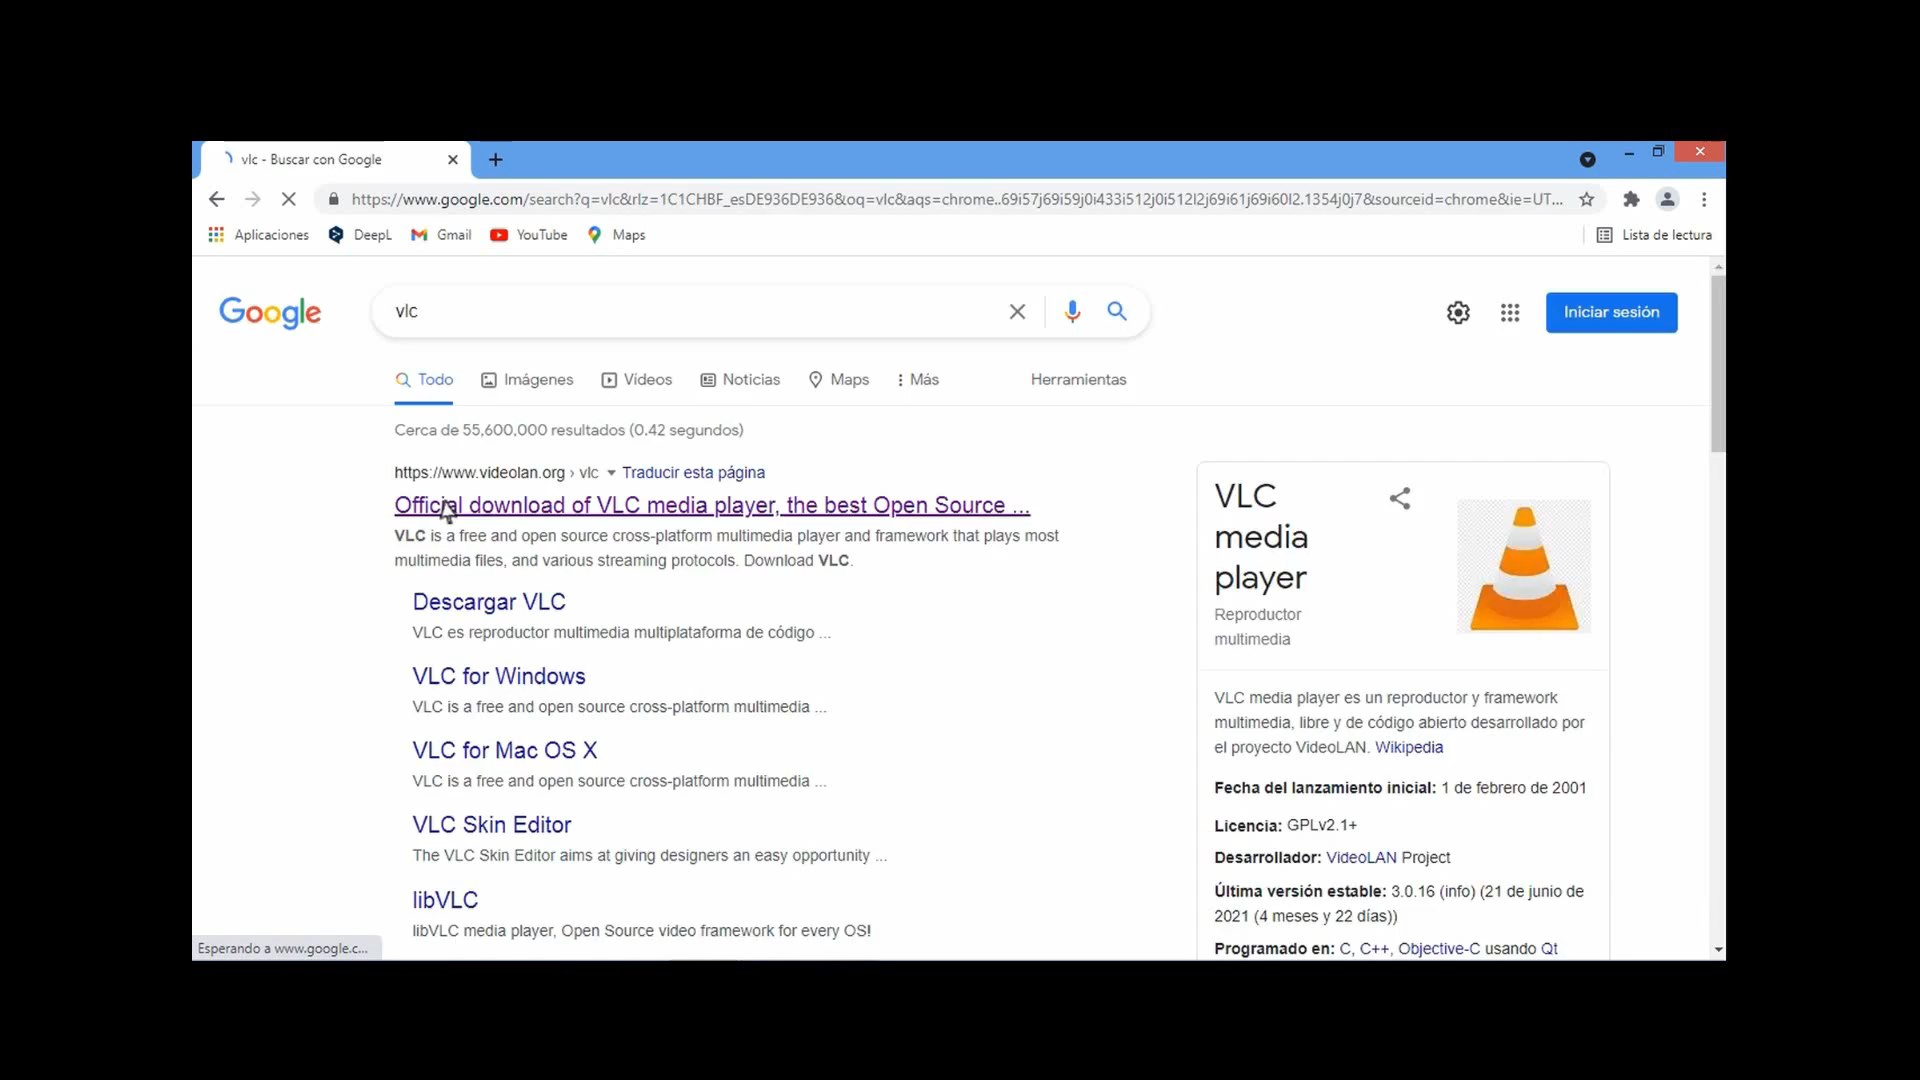 vlc - Buscar con Google
https://www.google.com/search?q=vlc&rlz=1C1CHBF_esDE936DE936&oq=vlc&aqs=chrome..69i57j69i59j0i433i512j0i512l2j69i61j69i60l2.1354j0j7&sourceid=chrome&ie=UT...
Aplicaciones DeepL Gmail YouTube Maps Lista de lectura
Google vlc Iniciar sesión
Todo Imágenes Videos Noticias Maps Más Herramientas
Cerca de 55,600,000 resultados (0.42 segundos)
https://www.videolan.org › vlc Traducir esta página
Official download of VLC media player, the best Open Source ...
VLC is a free and open source cross-platform multimedia player and framework that plays most
multimedia files, and various streaming protocols. Download VLC.
Descargar VLC
VLC es reproductor multimedia multiplataforma de código ...
VLC for Windows
VLC is a free and open source cross-platform multimedia ...
VLC for Mac OS X
VLC is a free and open source cross-platform multimedia ...
VLC Skin Editor
The VLC Skin Editor aims at giving designers an easy opportunity ...
libVLC
libVLC media player, Open Source video framework for every OS!
VLC
media
player
Reproductor
multimedia
VLC media player es un reproductor y framework
multimedia, libre y de código abierto desarrollado por
el proyecto VideoLAN. Wikipedia
Fecha del lanzamiento inicial: 1 de febrero de 2001
Licencia: GPLv2.1+
Desarrollador: VideoLAN Project
Última versión estable: 3.0.16 (info) (21 de junio de
2021 (4 meses y 22 días))
Programado en: C, C++, Objective-C usando Qt
Esperando a www.google.c...